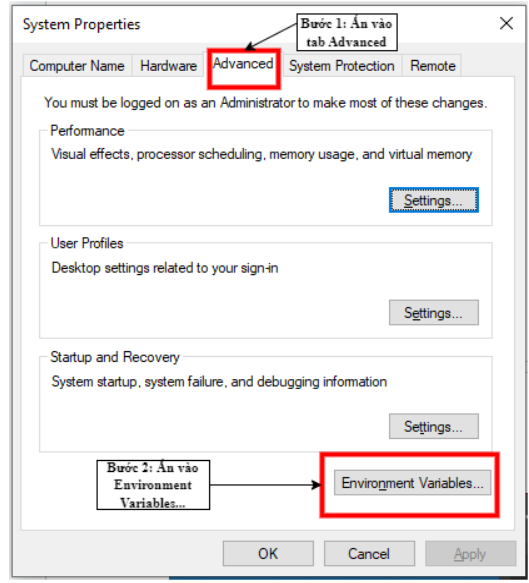 System Properties
Bước 1: Ấn vào
tab Advanced
Computer Name Hardware Advanced System Protection Remote
You must be logged on as an Administrator to make most of these changes.
Performance
Visual effects, processor scheduling, memory usage, and virtual memory
Settings...
User Profiles
Desktop settings related to your sign-in
Settings...
Startup and Recovery
System startup, system failure, and debugging information
Settings...
Bước 2: Ấn vào
Environment
Variables...
Environment Variables...
OK Cancel Apply